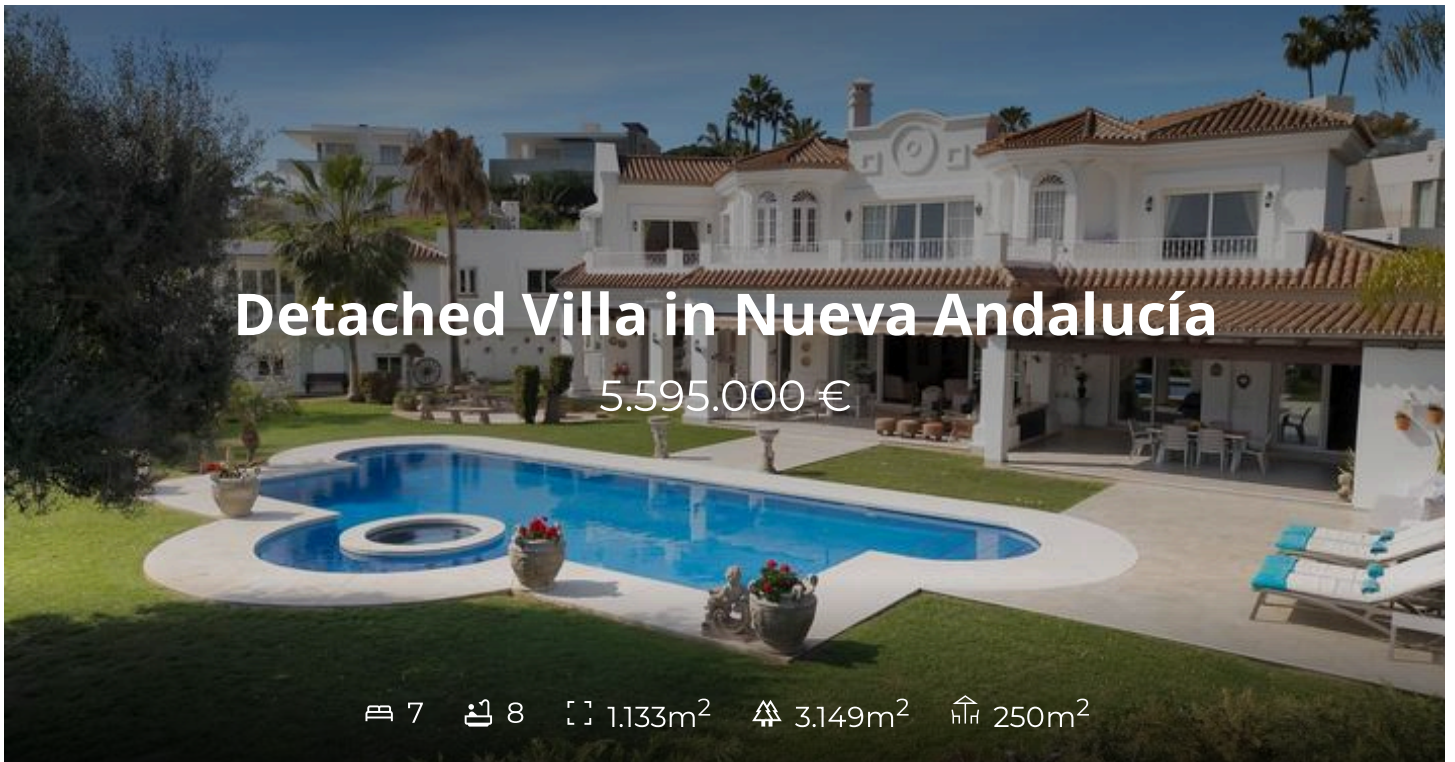 Detached Villa in Nueva Andalucía
5.595.000 €
7 8 1.133m² 3.149m² 250m²